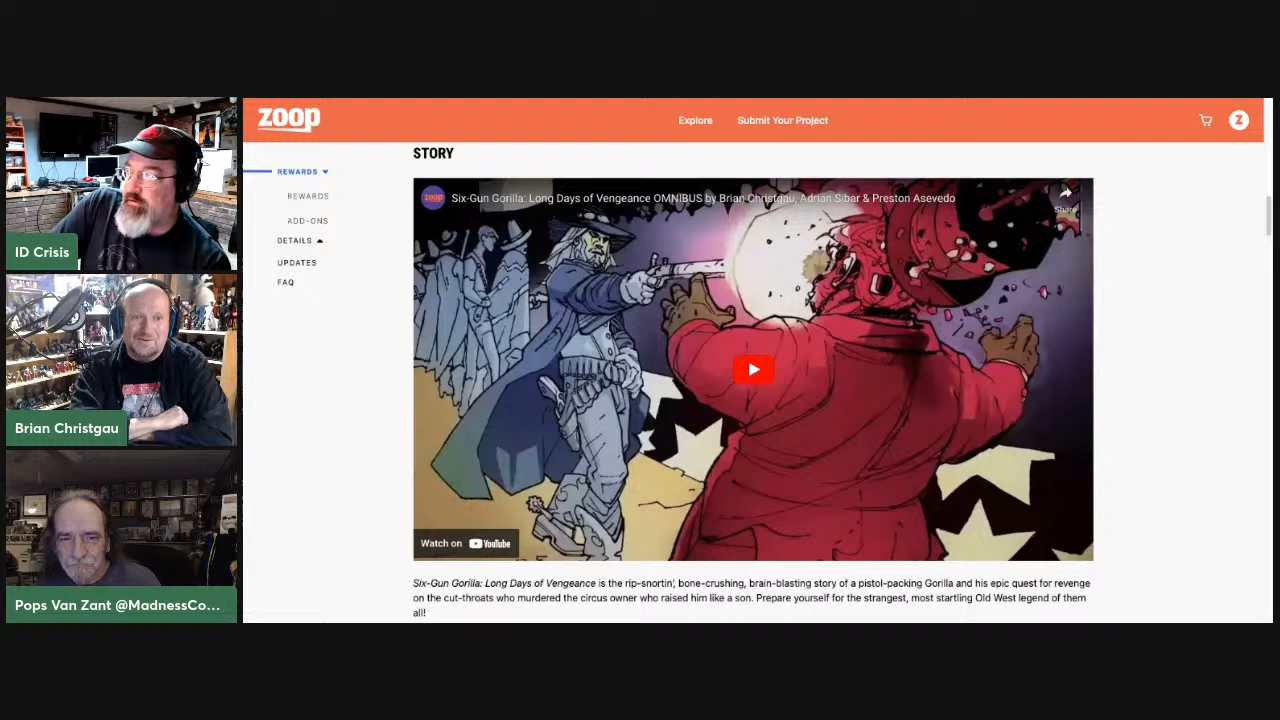 ID Crisis
Brian Christgau
Pops Van Zant @MadnessCo...
zoop
Explore
Submit Your Project
Z
REWARDS
REWARDS
ADD-ONS
DETAILS
UPDATES
FAQ
STORY
zoop
Six-Gun Gorilla: Long Days of Vengeance OMNIBUS by Brian Christgau, Adrian Sibar & Preston Asevedo
Share
Watch on YouTube
Six-Gun Gorilla: Long Days of Vengeance is the rip-snortin', bone-crushing, brain-blasting story of a pistol-packing Gorilla and his epic quest for revenge
on the cut-throats who murdered the circus owner who raised him like a son. Prepare yourself for the strangest, most startling Old West legend of them
all!